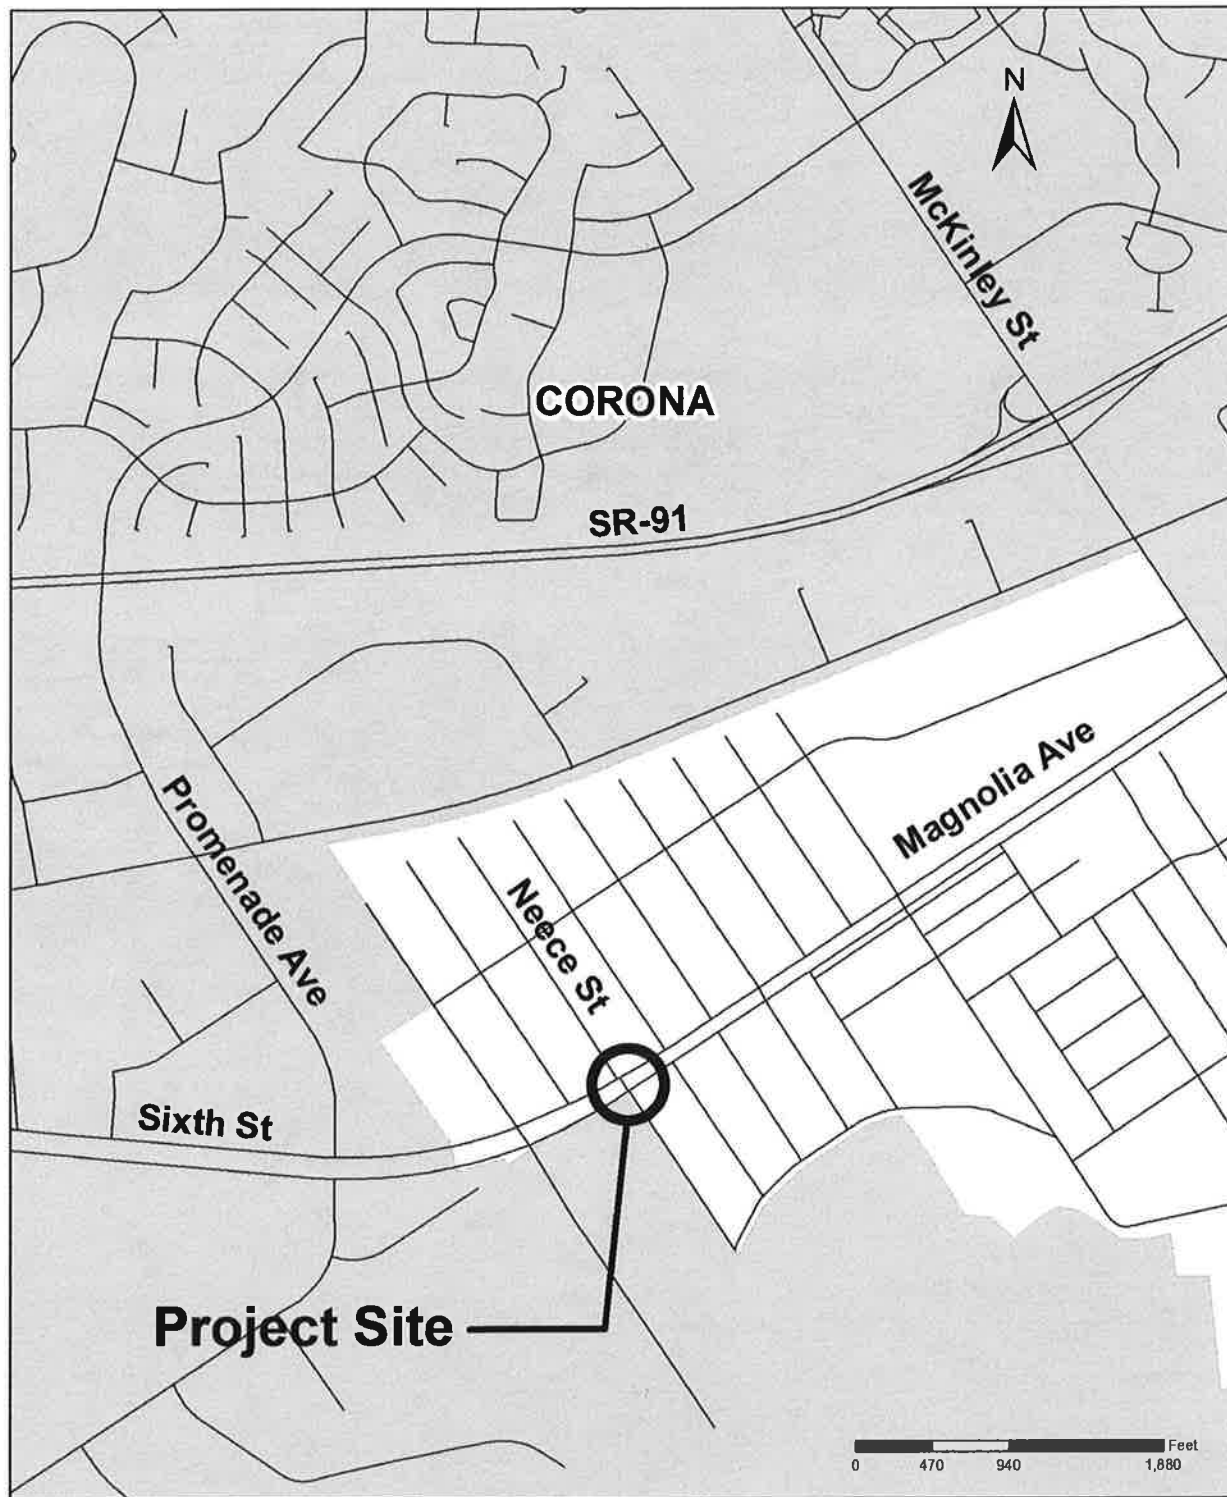 N
McKinley St
CORONA
SR-91
Magnolia Ave
Promenade Ave
Neece St
Sixth St
Project Site
Feet
0 470 940 1,880